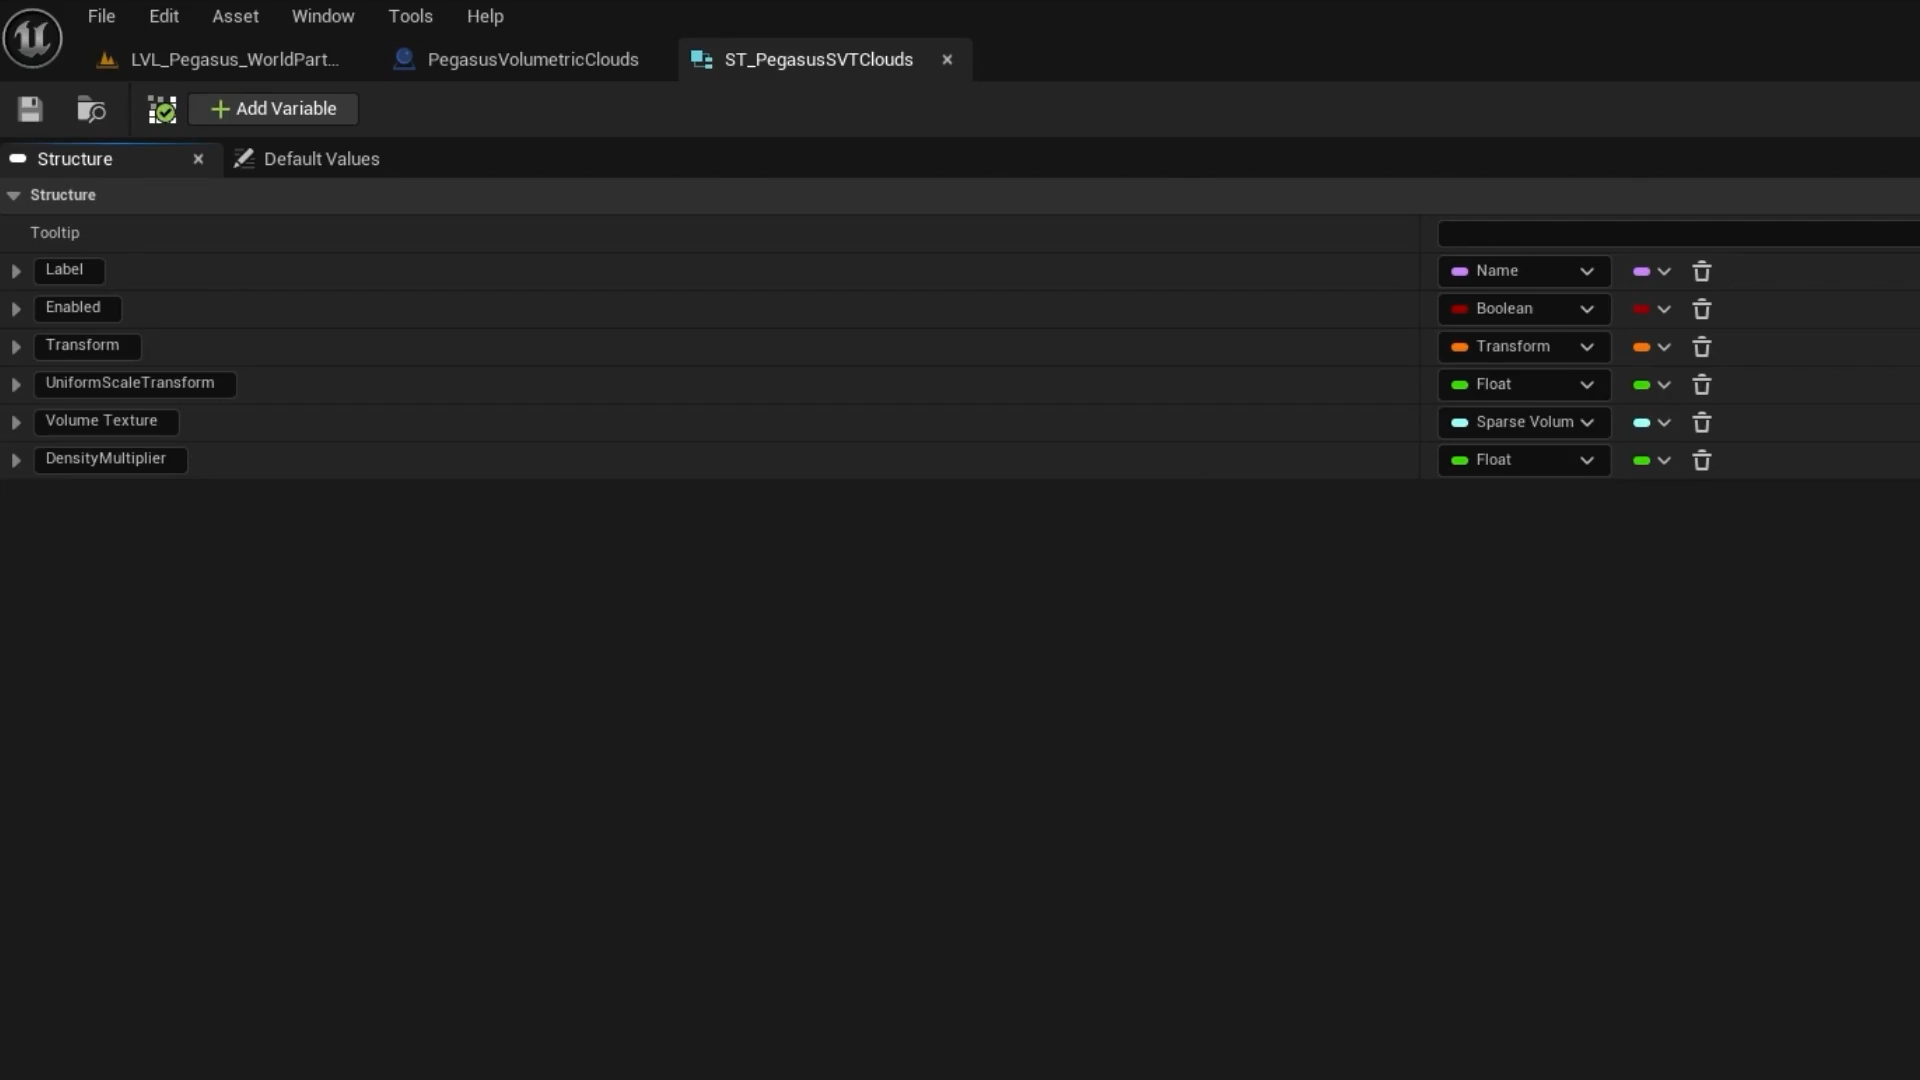 File Edit Asset Window Tools Help
LVL_Pegasus_WorldPart... PegasusVolumetricClouds ST_PegasusSVTClouds
Add Variable
Structure Default Values
Structure
Tooltip
Label Name
Enabled Boolean
Transform Transform
UniformScaleTransform Float
Volume Texture Sparse Volum
DensityMultiplier Float